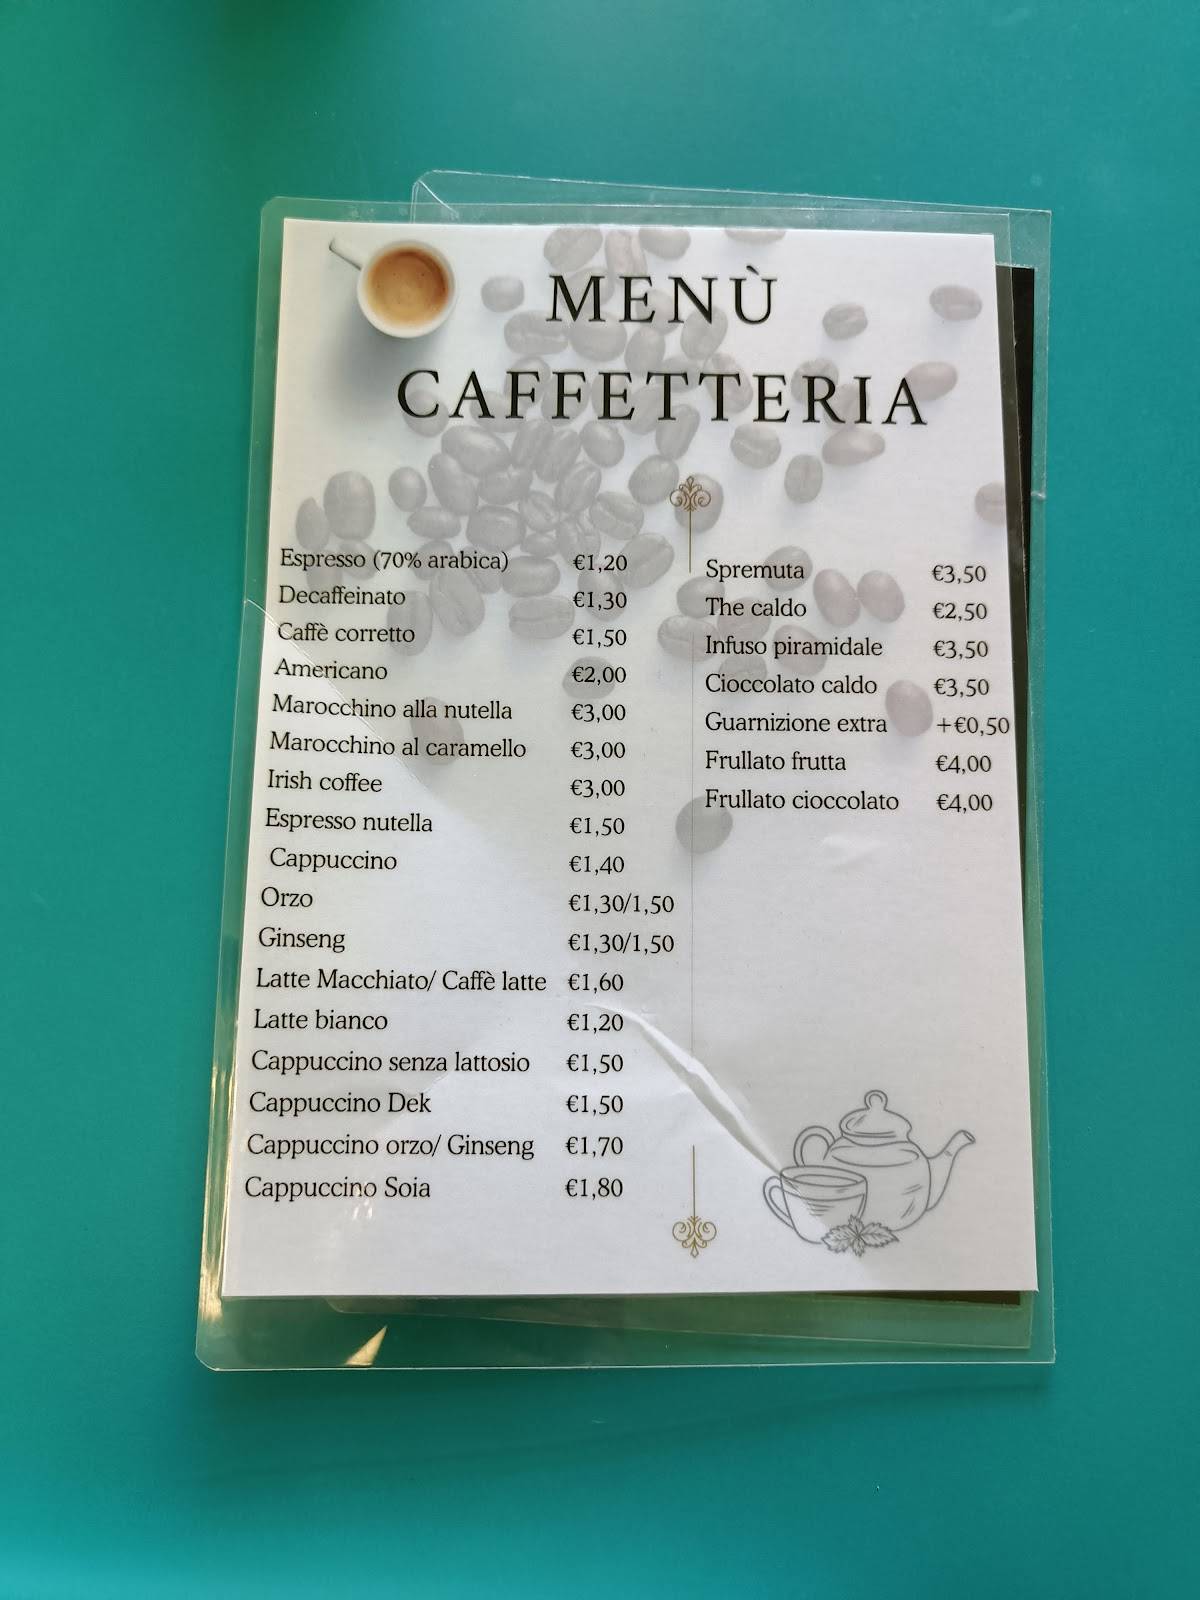 MENÙ
CAFFETTERIA
Espresso (70% arabica) €1,20
Decaffeinato €1,30
Caffè corretto €1,50
Americano €2,00
Marocchino alla nutella €3,00
Marocchino al caramello €3,00
Irish coffee €3,00
Espresso nutella €1,50
Cappuccino €1,40
Orzo €1,30/1,50
Ginseng €1,30/1,50
Latte Macchiato/ Caffè latte €1,60
Latte bianco €1,20
Cappuccino senza lattosio €1,50
Cappuccino Dek €1,50
Cappuccino orzo/ Ginseng €1,70
Cappuccino Soia €1,80
Spremuta €3,50
The caldo €2,50
Infuso piramidale €3,50
Cioccolato caldo €3,50
Guarnizione extra +€0,50
Frullato frutta €4,00
Frullato cioccolato €4,00